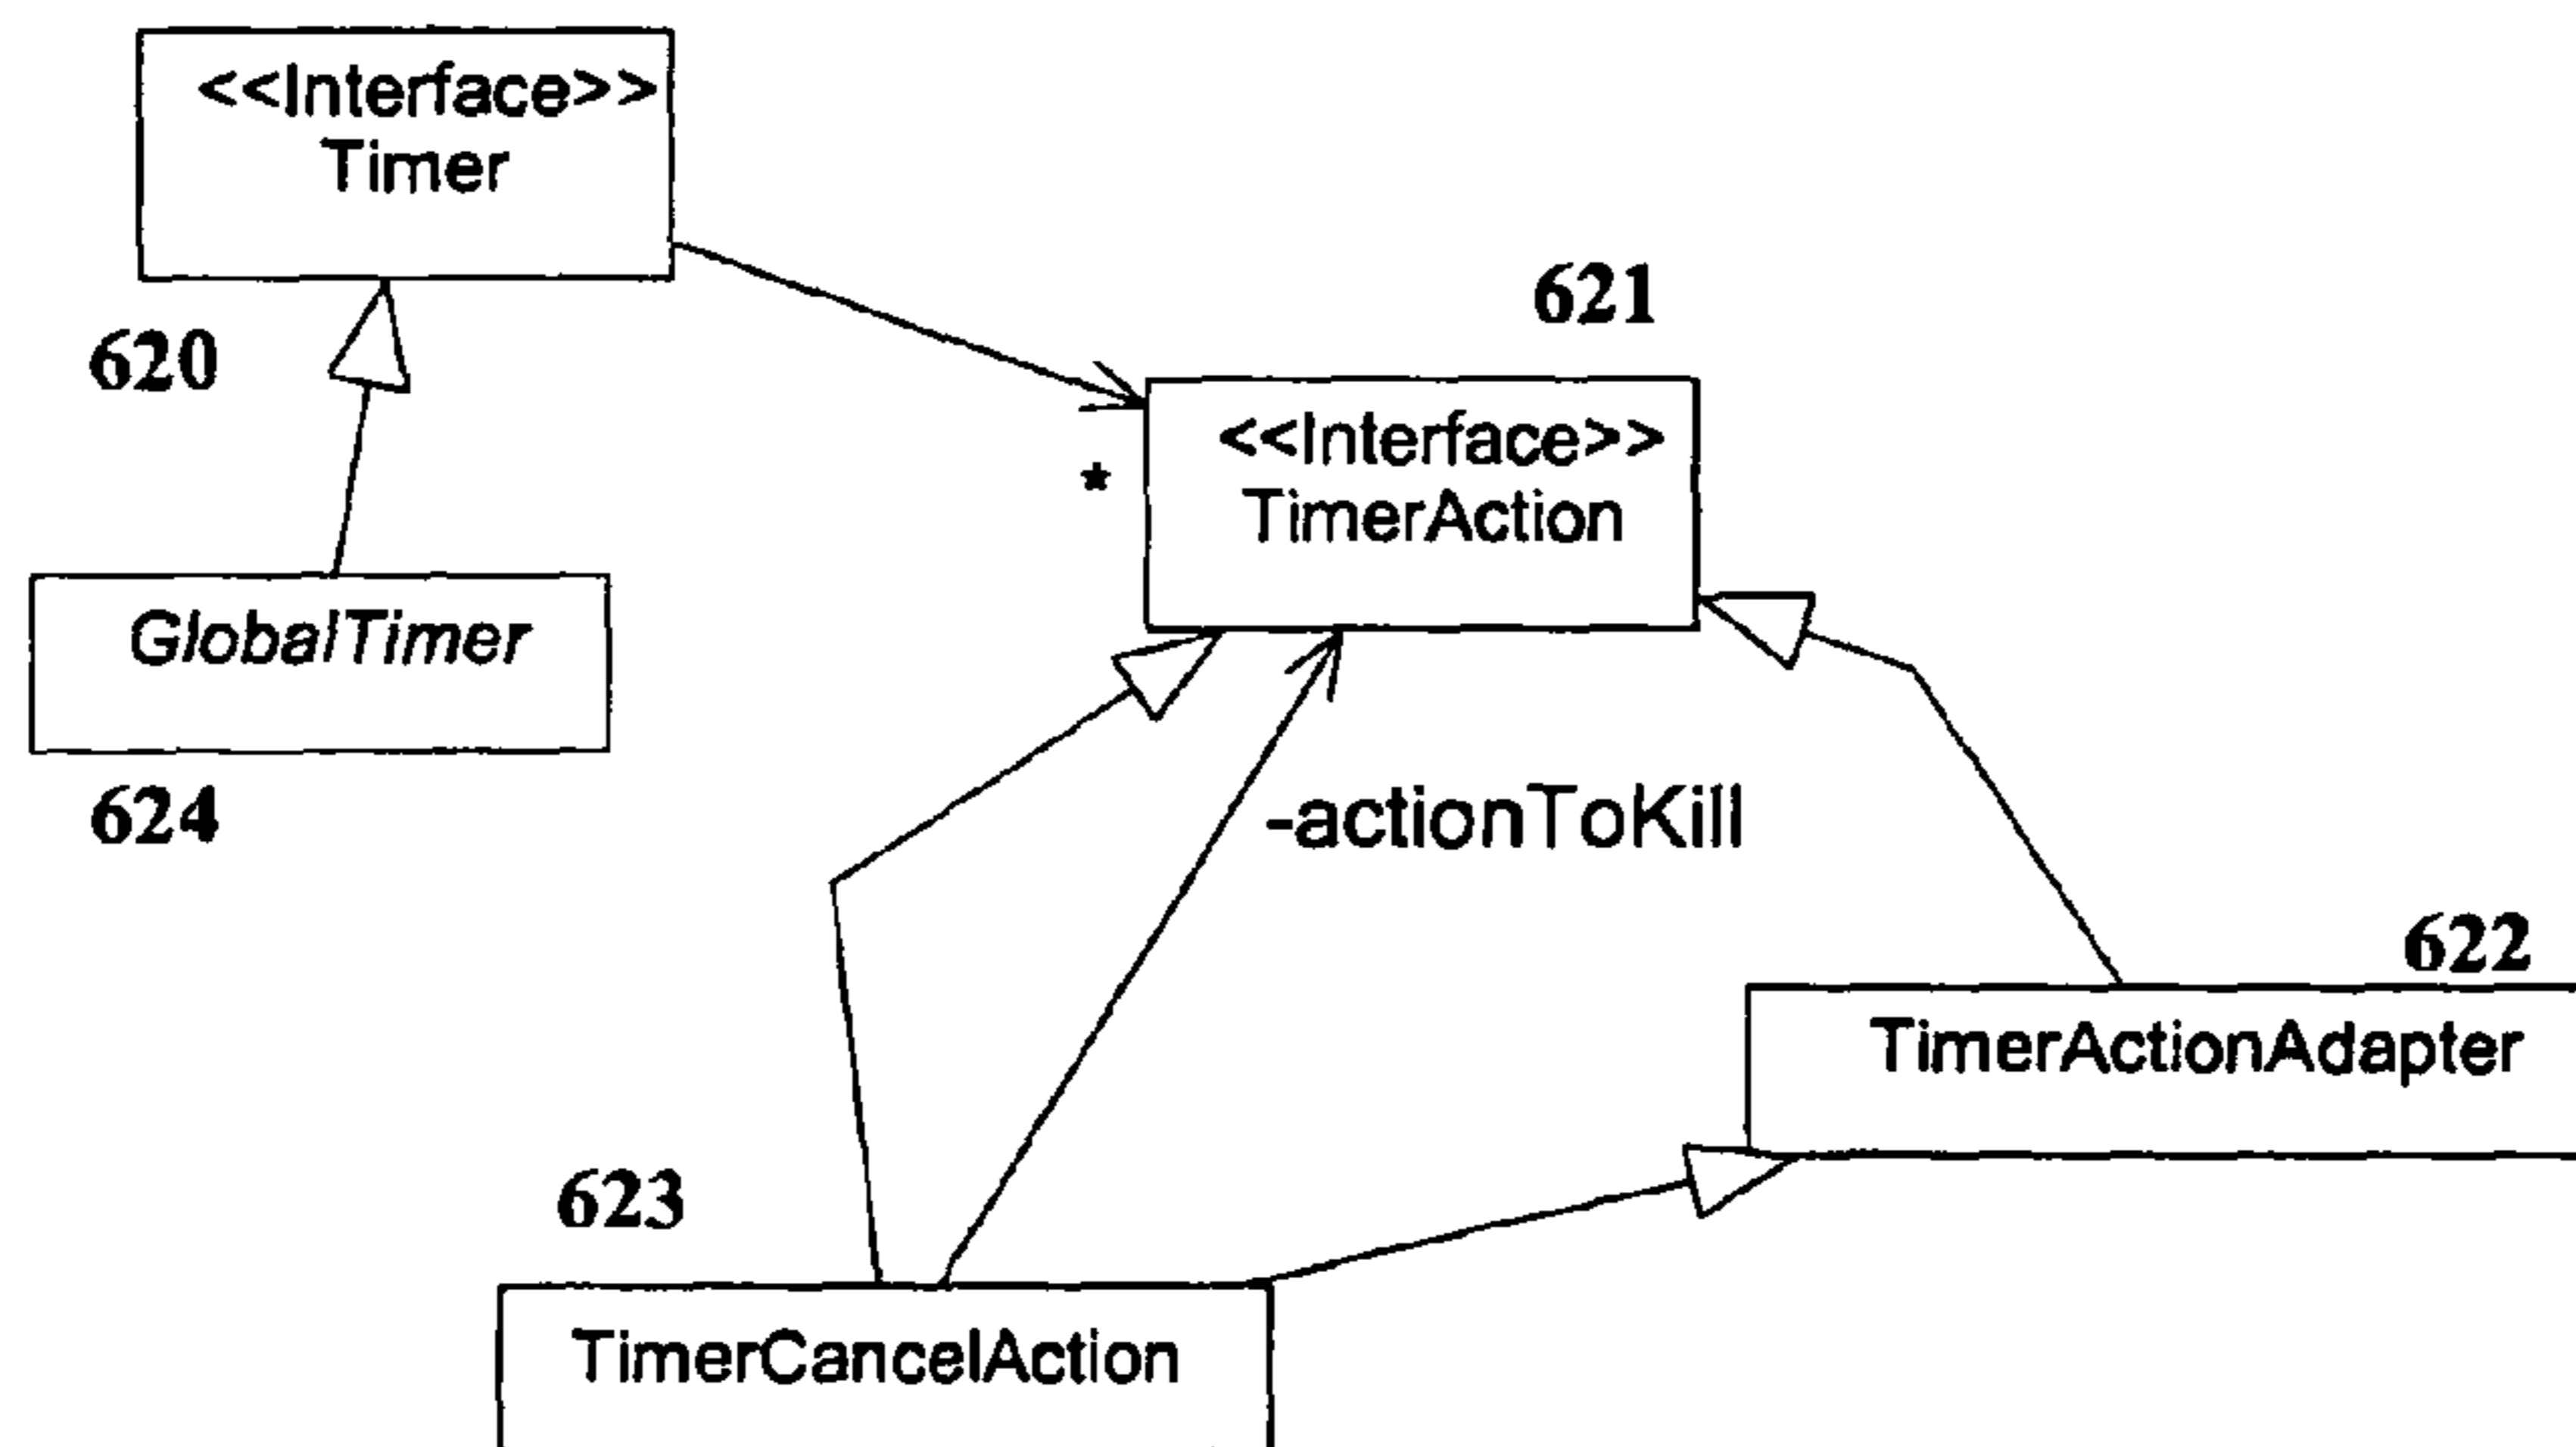 <<Interface>>
Timer
620
621
<<Interface>>
*
TimerAction
GlobalTimer
624
-actionToKill
622
TimerActionAdapter
623
TimerCancelAction